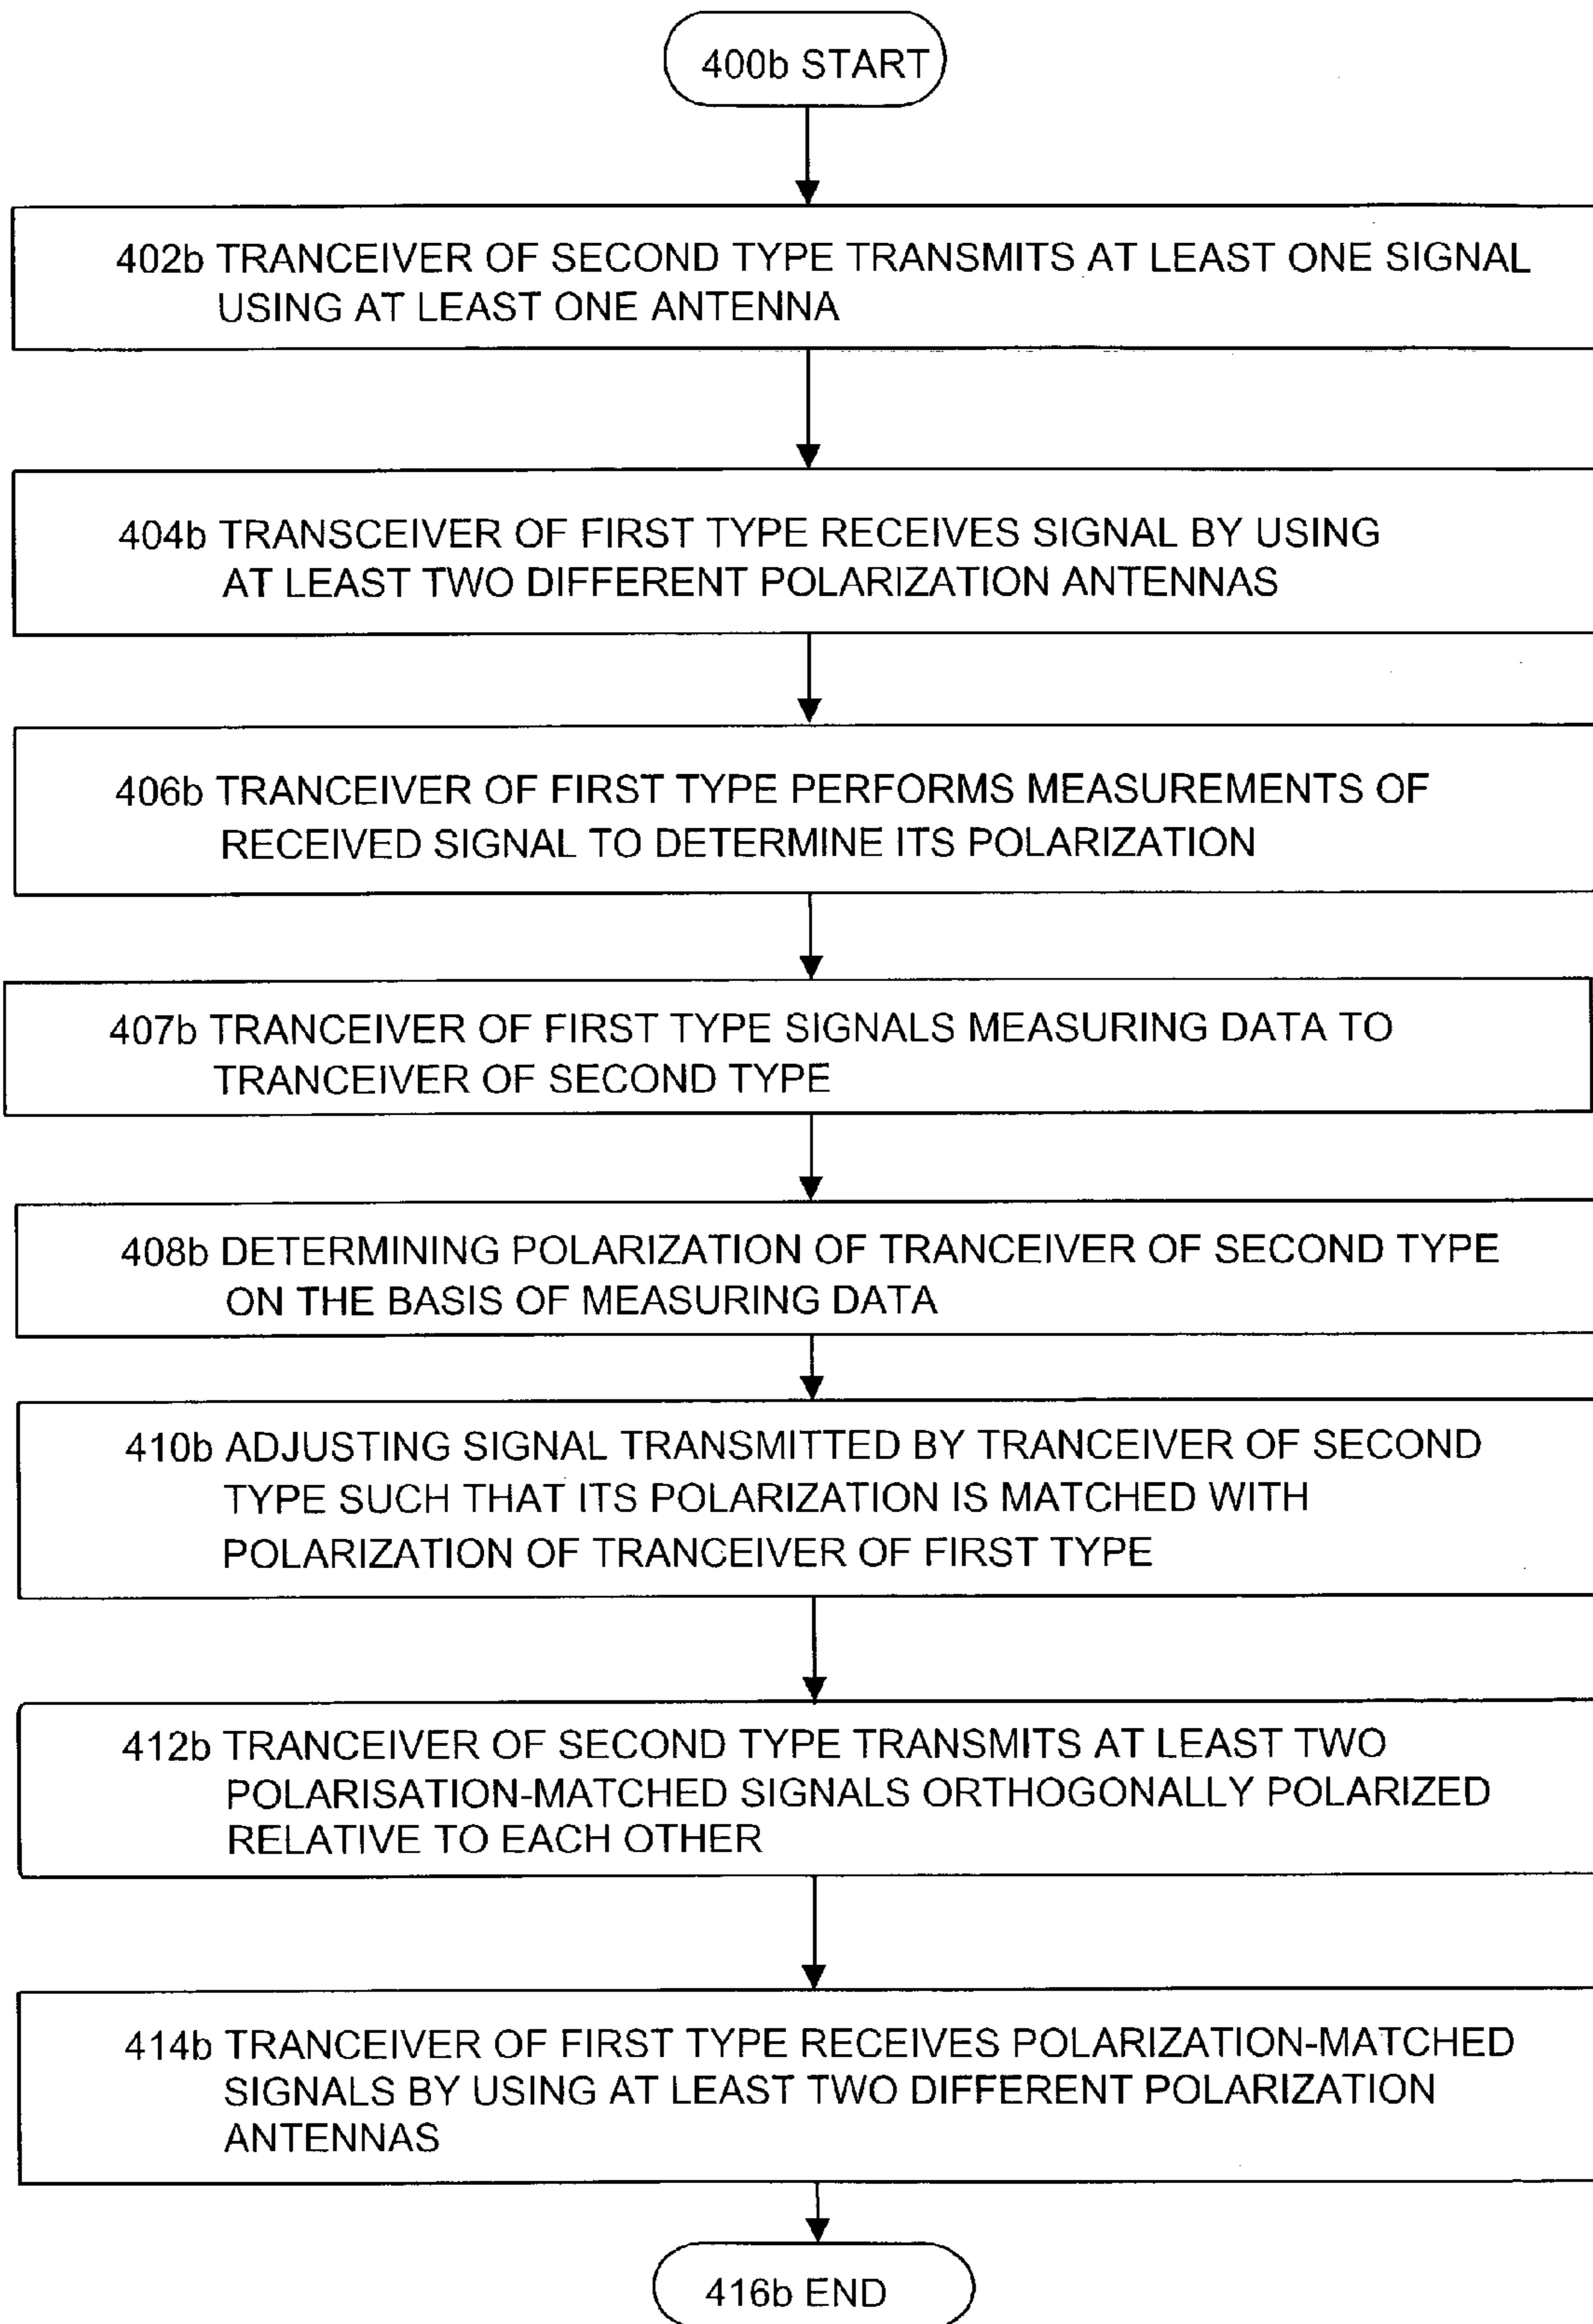 400b START
402b TRANCEIVER OF SECOND TYPE TRANSMITS AT LEAST ONE SIGNAL
USING AT LEAST ONE ANTENNA
404b TRANSCEIVER OF FIRST TYPE RECEIVES SIGNAL BY USING
AT LEAST TWO DIFFERENT POLARIZATION ANTENNAS
406b TRANCEIVER OF FIRST TYPE PERFORMS MEASUREMENTS OF
RECEIVED SIGNAL TO DETERMINE ITS POLARIZATION
407b TRANCEIVER OF FIRST TYPE SIGNALS MEASURING DATA TO
TRANCEIVER OF SECOND TYPE
408b DETERMINING POLARIZATION OF TRANCEIVER OF SECOND TYPE
ON THE BASIS OF MEASURING DATA
410b ADJUSTING SIGNAL TRANSMITTED BY TRANCEIVER OF SECOND
TYPE SUCH THAT ITS POLARIZATION IS MATCHED WITH
POLARIZATION OF TRANCEIVER OF FIRST TYPE
412b TRANCEIVER OF SECOND TYPE TRANSMITS AT LEAST TWO
POLARISATION-MATCHED SIGNALS ORTHOGONALLY POLARIZED
RELATIVE TO EACH OTHER
414b TRANCEIVER OF FIRST TYPE RECEIVES POLARIZATION-MATCHED
SIGNALS BY USING AT LEAST TWO DIFFERENT POLARIZATION
ANTENNAS
416b END